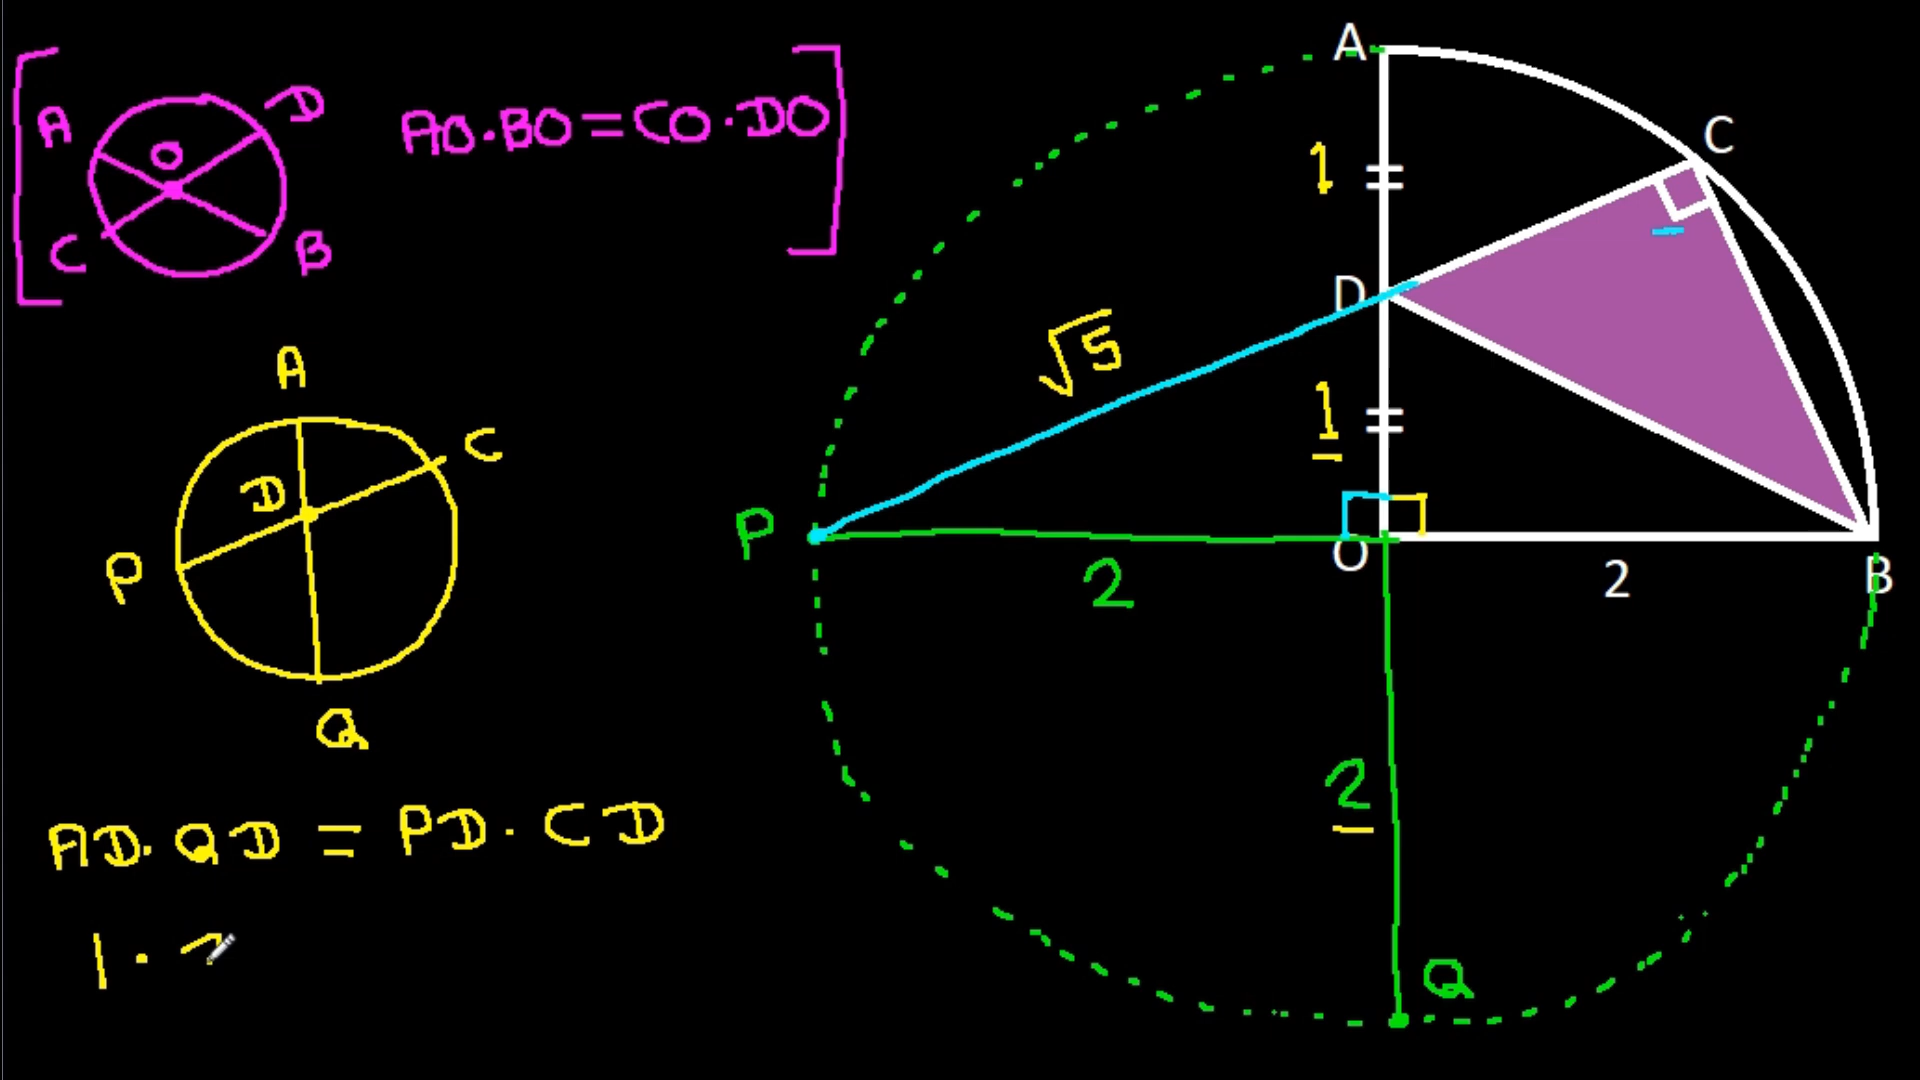 A D
O
C B
AO.BO=CO.DO
A
C
D
P
Q
AD.QD = PD.CD
1.
A
C
1
D
√5
1
P
O
2
2
B
2
Q